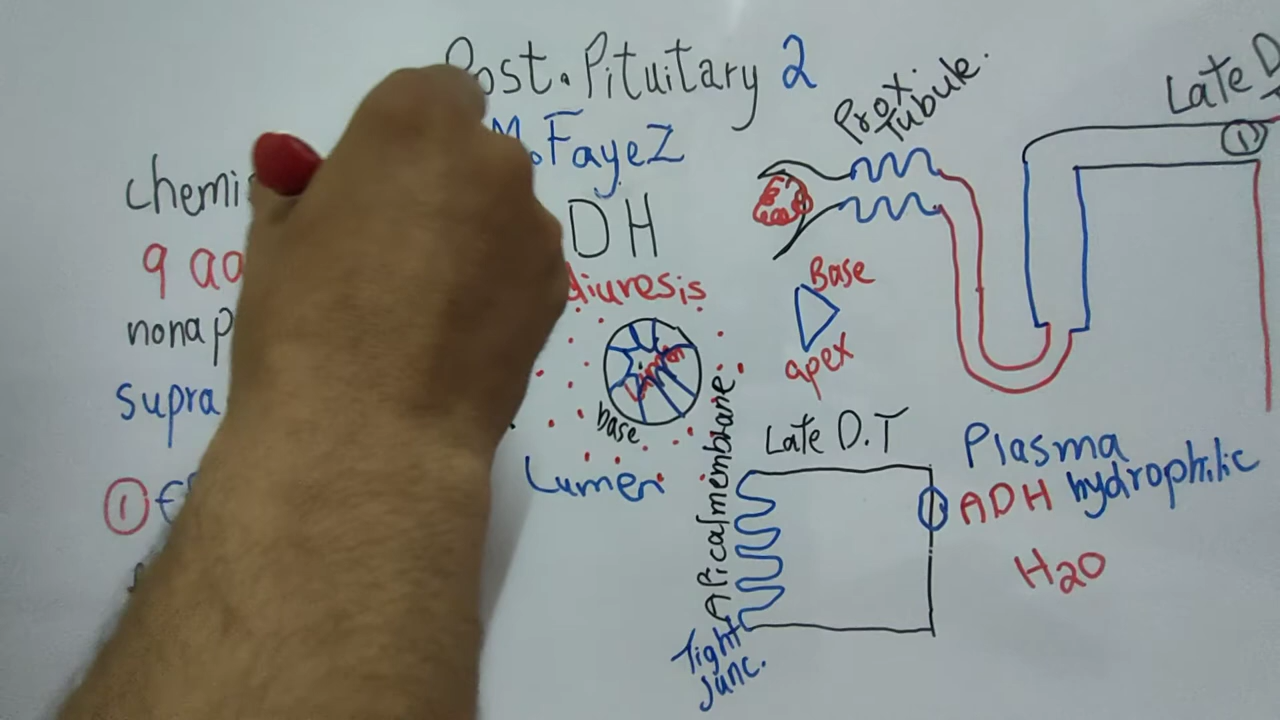 Post. Pituitary 2
M. Fayez
chemi
9 aa
nonap
supra
①
DH
diuresis
base
Lumen
Lumen
Prox.
Tubule.
Base
apex
Late D
①
Apical membrane
Late D.T
Tight
Junc.
Plasma
ADH hydrophilic
H2O